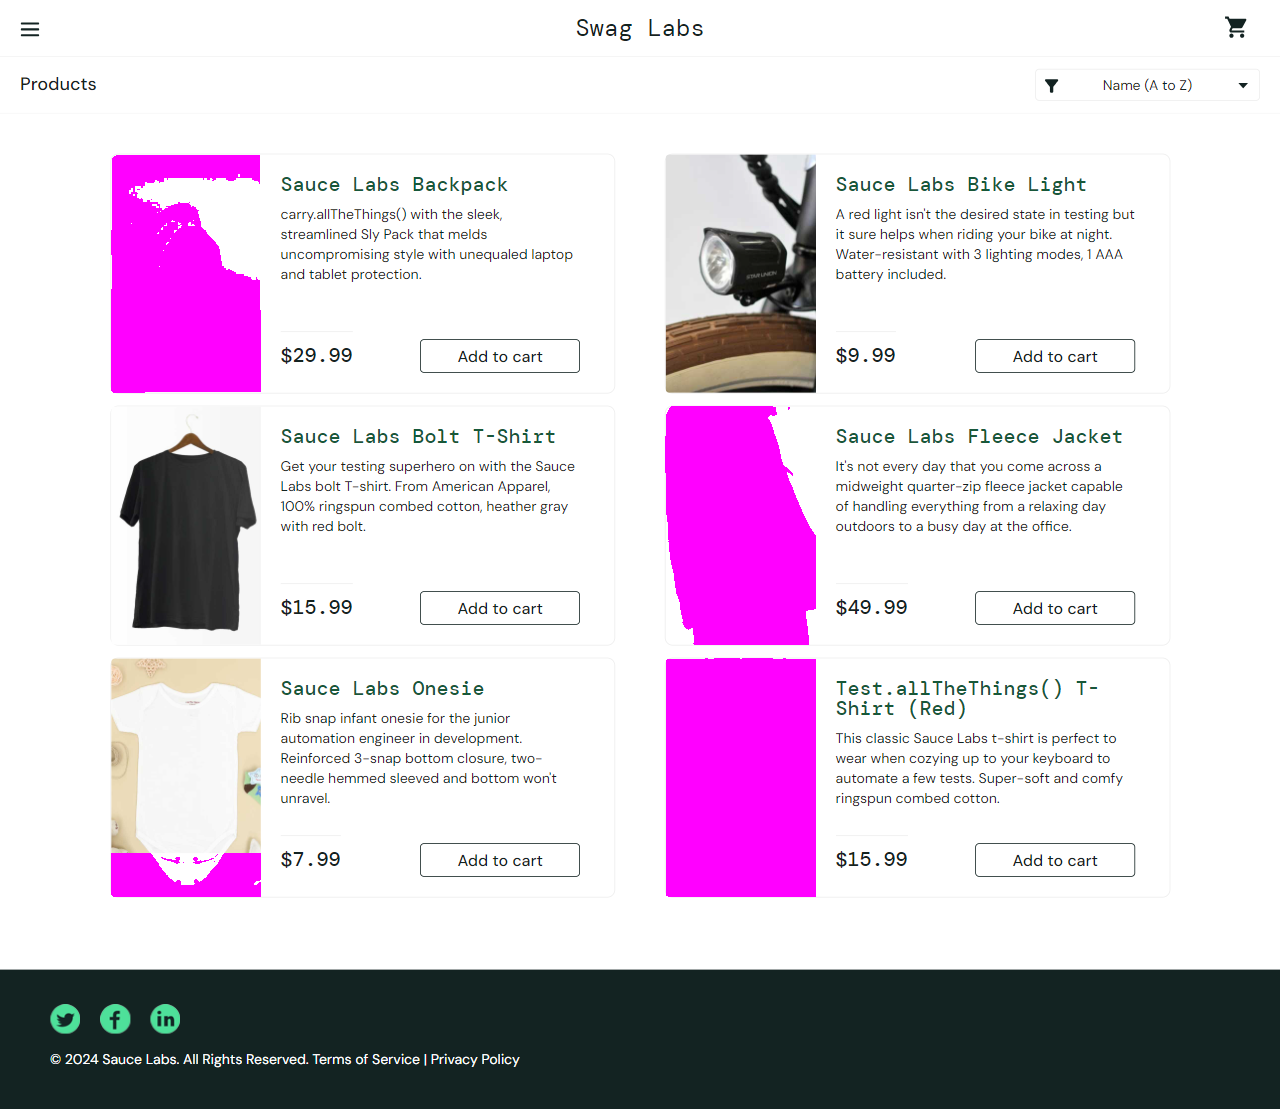 Swag Labs
Products
Name (A to Z)
Sauce Labs Backpack
carry.allTheThings() with the sleek,
streamlined Sly Pack that melds
uncompromising style with unequaled laptop
and tablet protection.
$29.99
Add to cart
Sauce Labs Bike Light
A red light isn't the desired state in testing but
it sure helps when riding your bike at night.
Water-resistant with 3 lighting modes, 1 AAA
battery included.
$9.99
Add to cart
Sauce Labs Bolt T-Shirt
Get your testing superhero on with the Sauce
Labs bolt T-shirt. From American Apparel,
100% ringspun combed cotton, heather gray
with red bolt.
$15.99
Add to cart
Sauce Labs Fleece Jacket
It's not every day that you come across a
midweight quarter-zip fleece jacket capable
of handling everything from a relaxing day
outdoors to a busy day at the office.
$49.99
Add to cart
Sauce Labs Onesie
Rib snap infant onesie for the junior
automation engineer in development.
Reinforced 3-snap bottom closure, two-
needle hemmed sleeved and bottom won't
unravel.
$7.99
Add to cart
Test.allTheThings() T-
Shirt (Red)
This classic Sauce Labs t-shirt is perfect to
wear when cozying up to your keyboard to
automate a few tests. Super-soft and comfy
ringspun combed cotton.
$15.99
Add to cart
© 2024 Sauce Labs. All Rights Reserved. Terms of Service | Privacy Policy